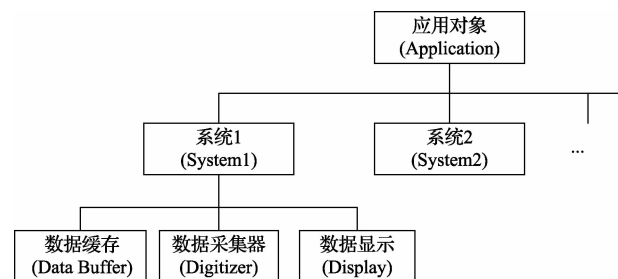 应用对象
(Application)
系统1
(System1)
系统2
(System2)
...
数据缓存
(Data Buffer)
数据采集器
(Digitizer)
数据显示
(Display)